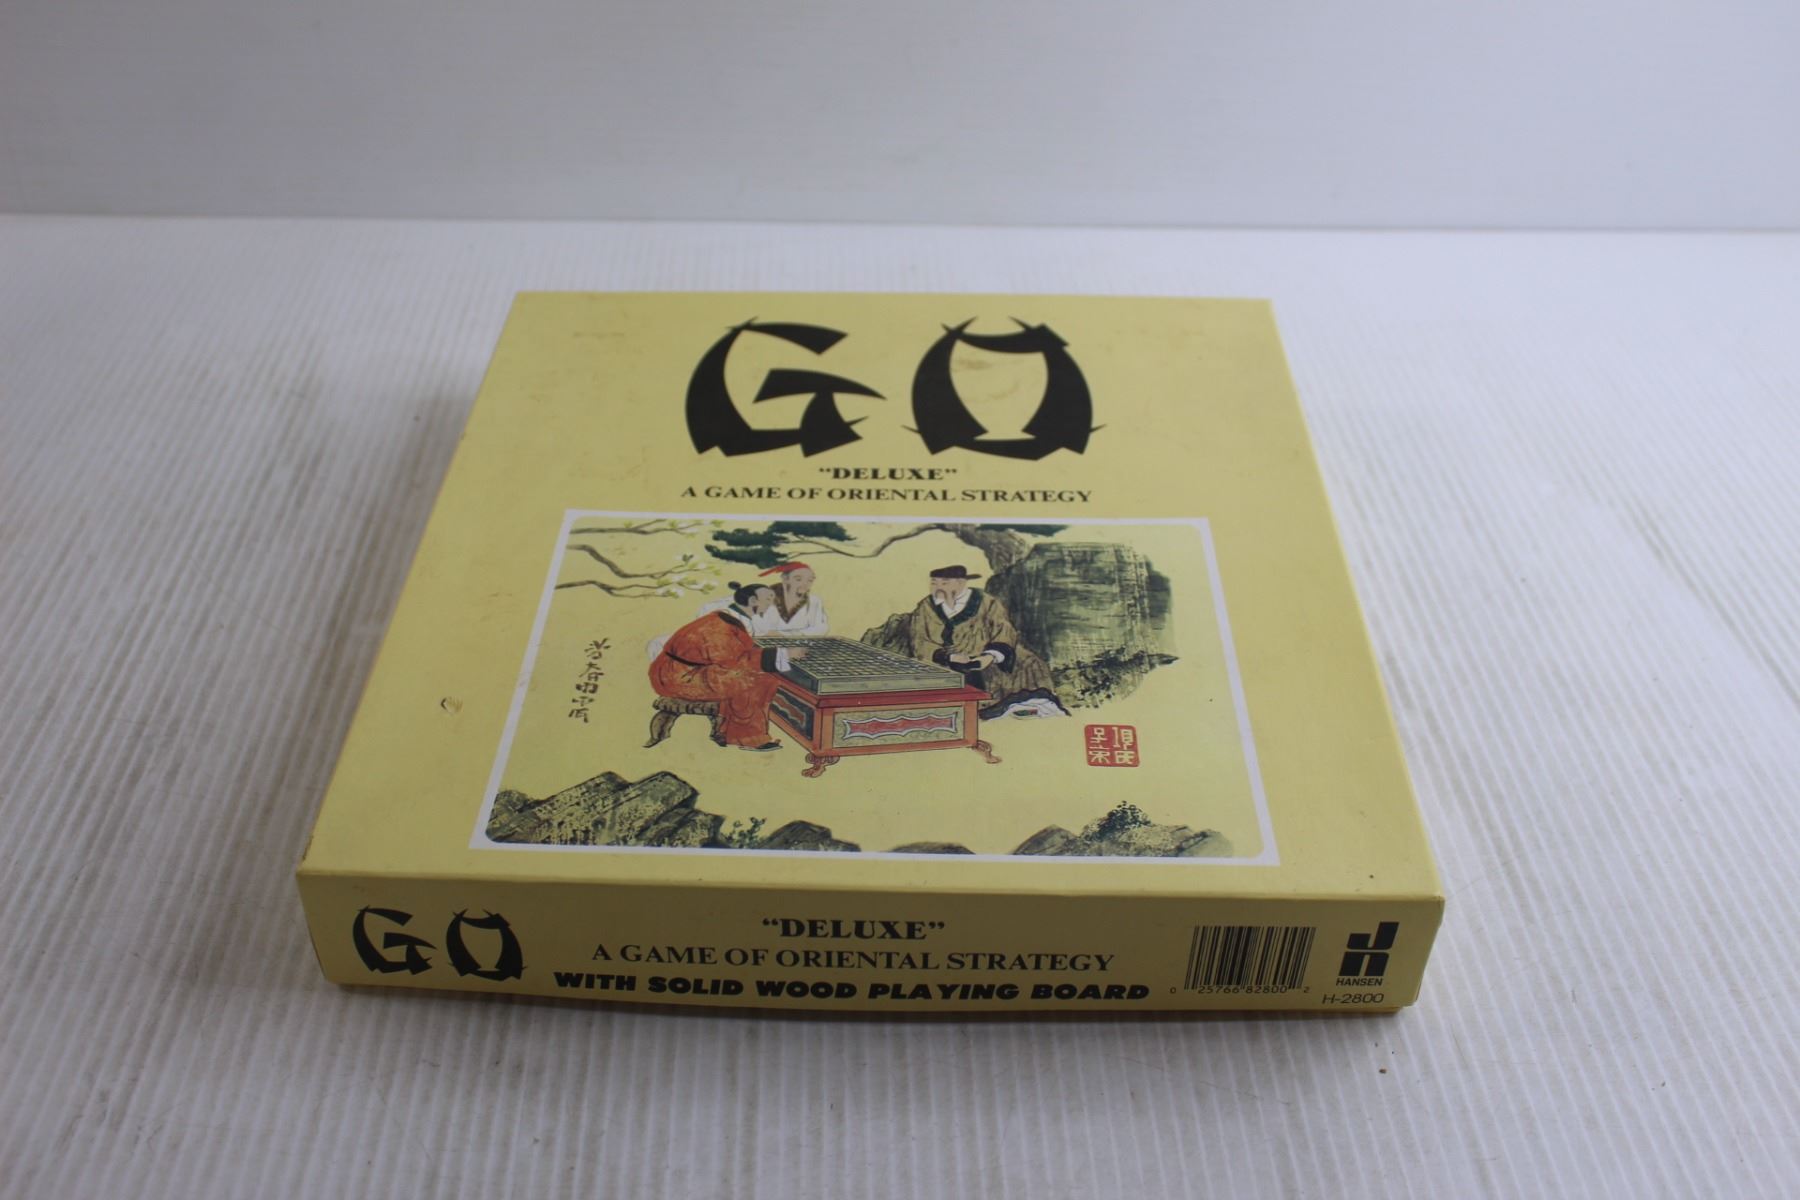 GO
“DELUXE”
A GAME OF ORIENTAL STRATEGY
GO
“DELUXE”
A GAME OF ORIENTAL STRATEGY
WITH SOLID WOOD PLAYING BOARD
0 25766 82800 2
HANSEN
H-2800